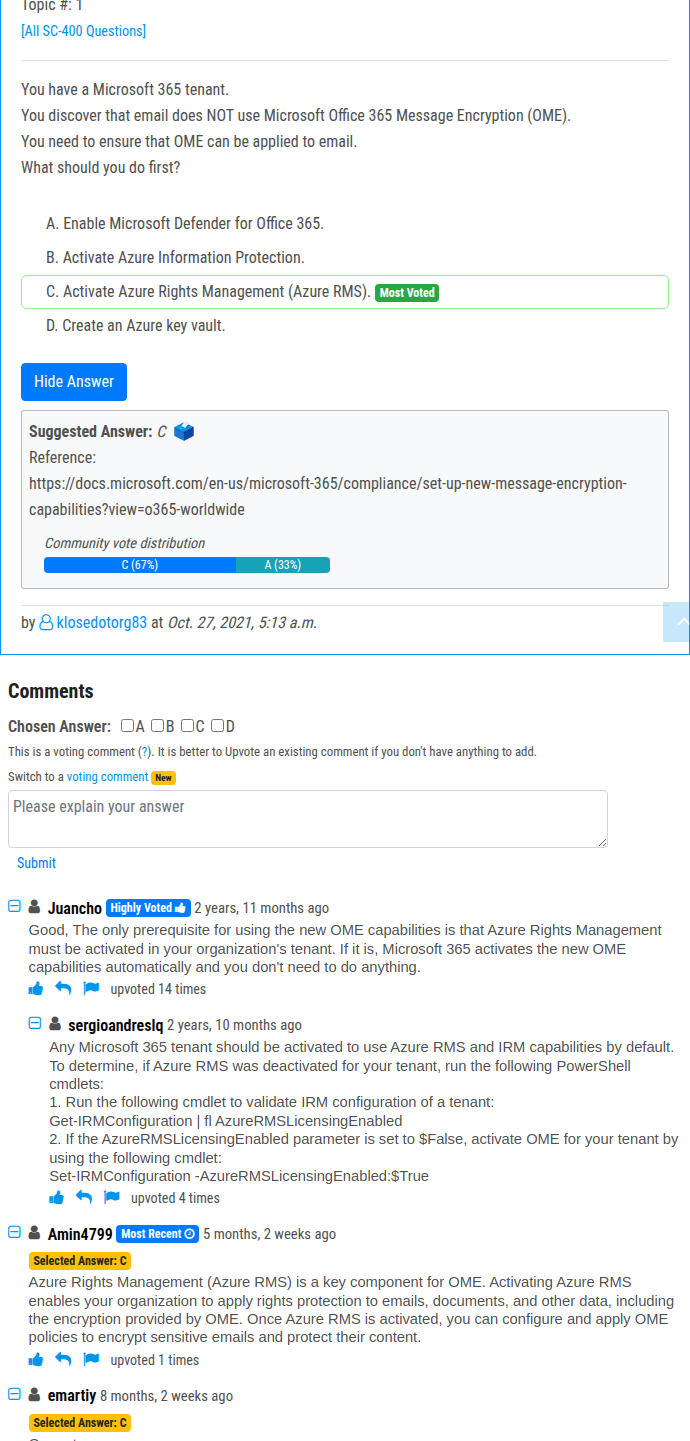 Topic #: 1
[All SC-400 Questions]
You have a Microsoft 365 tenant.
You discover that email does NOT use Microsoft Office 365 Message Encryption (OME).
You need to ensure that OME can be applied to email.
What should you do first?
A. Enable Microsoft Defender for Office 365.
B. Activate Azure Information Protection.
C. Activate Azure Rights Management (Azure RMS). Most Voted
D. Create an Azure key vault.
Hide Answer
Suggested Answer: C
Reference:
https://docs.microsoft.com/en-us/microsoft-365/compliance/set-up-new-message-encryption-
capabilities?view=o365-worldwide
Community vote distribution
C (67%) A (33%)
by klosedotorg83 at Oct. 27, 2021, 5:13 a.m.
Comments
Chosen Answer: A B C D
This is a voting comment (?). It is better to Upvote an existing comment if you don't have anything to add.
Switch to a voting comment New
Please explain your answer
Submit
Juancho Highly Voted 2 years, 11 months ago
Good, The only prerequisite for using the new OME capabilities is that Azure Rights Management
must be activated in your organization's tenant. If it is, Microsoft 365 activates the new OME
capabilities automatically and you don't need to do anything.
upvoted 14 times
sergioandreslq 2 years, 10 months ago
Any Microsoft 365 tenant should be activated to use Azure RMS and IRM capabilities by default.
To determine, if Azure RMS was deactivated for your tenant, run the following PowerShell
cmdlets:
1. Run the following cmdlet to validate IRM configuration of a tenant:
Get-IRMConfiguration | fl AzureRMSLicensingEnabled
2. If the AzureRMSLicensingEnabled parameter is set to $False, activate OME for your tenant by
using the following cmdlet:
Set-IRMConfiguration -AzureRMSLicensingEnabled:$True
upvoted 4 times
Amin4799 Most Recent 5 months, 2 weeks ago
Selected Answer: C
Azure Rights Management (Azure RMS) is a key component for OME. Activating Azure RMS
enables your organization to apply rights protection to emails, documents, and other data, including
the encryption provided by OME. Once Azure RMS is activated, you can configure and apply OME
policies to encrypt sensitive emails and protect their content.
upvoted 1 times
emartiy 8 months, 2 weeks ago
Selected Answer: C